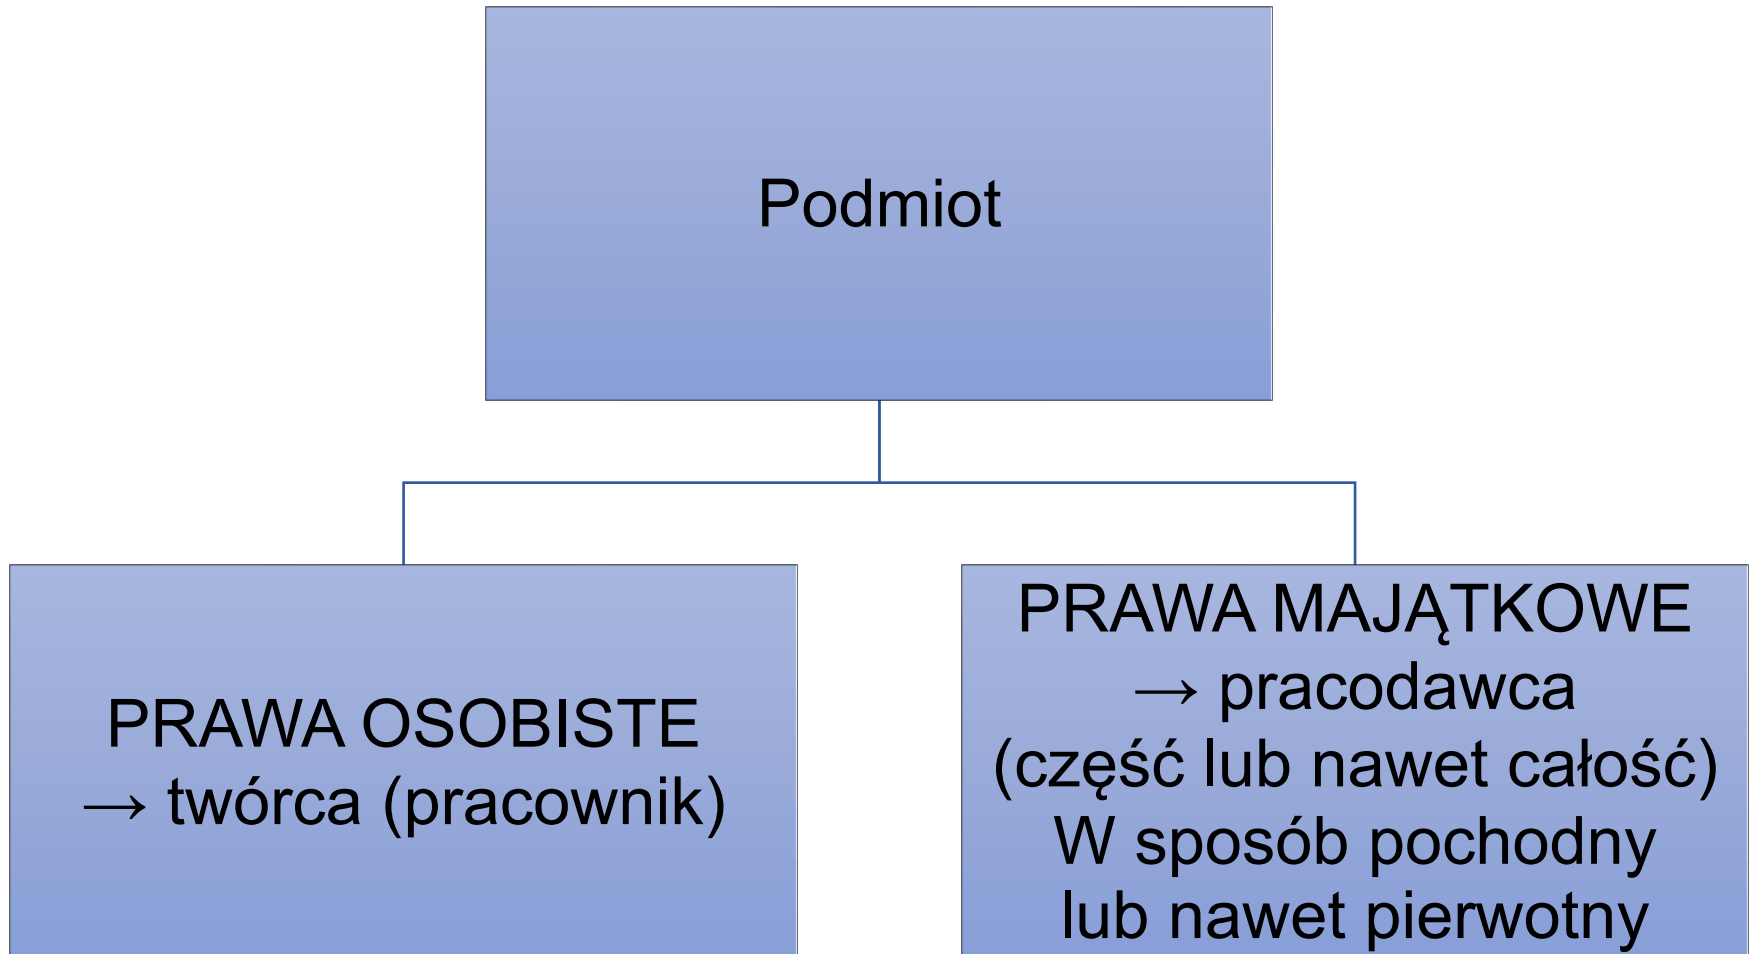 Podmiot
PRAWA OSOBISTE
→ twórca (pracownik)
PRAWA MAJĄTKOWE
→ pracodawca
(część lub nawet całość)
W sposób pochodny
lub nawet pierwotny